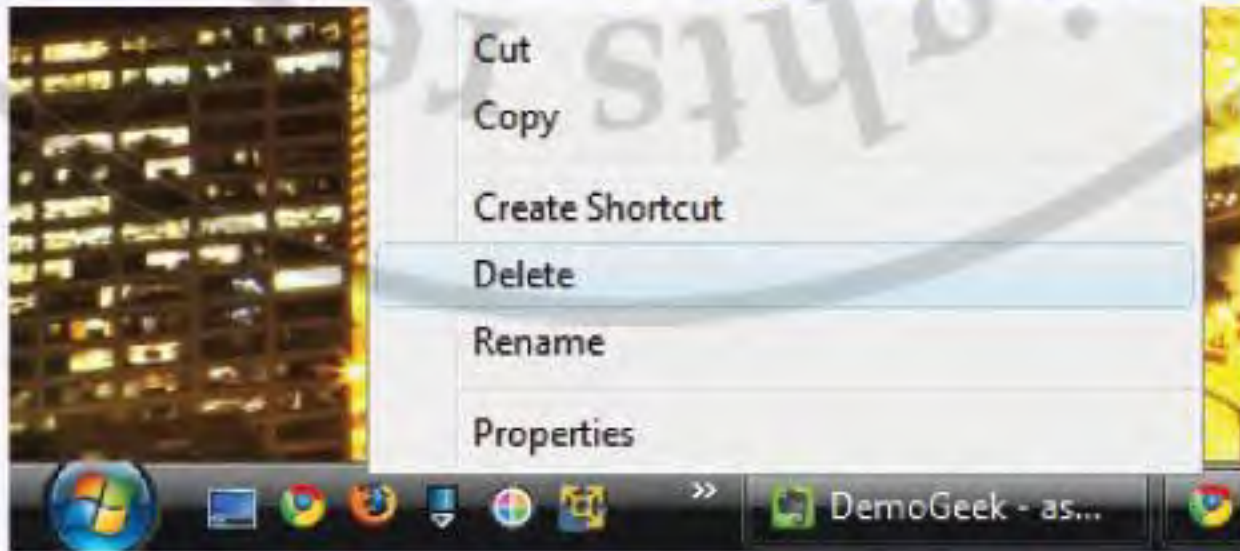 Cut
Copy
Create Shortcut
Delete
Rename
Properties
» DemoGeek - as...